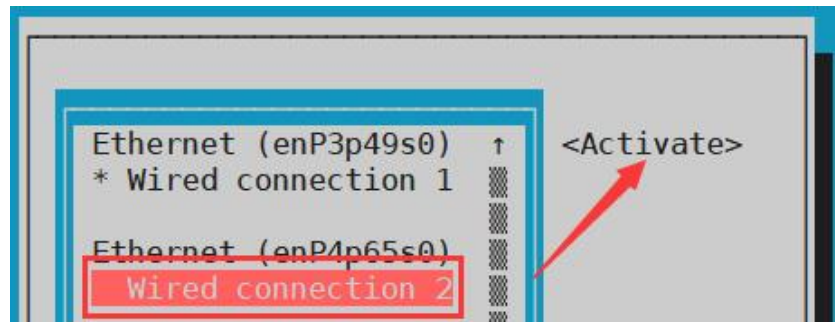 Ethernet (enP3p49s0) ↑ <Activate>
* Wired connection 1
Ethernet (enP4p65s0)
Wired connection 2